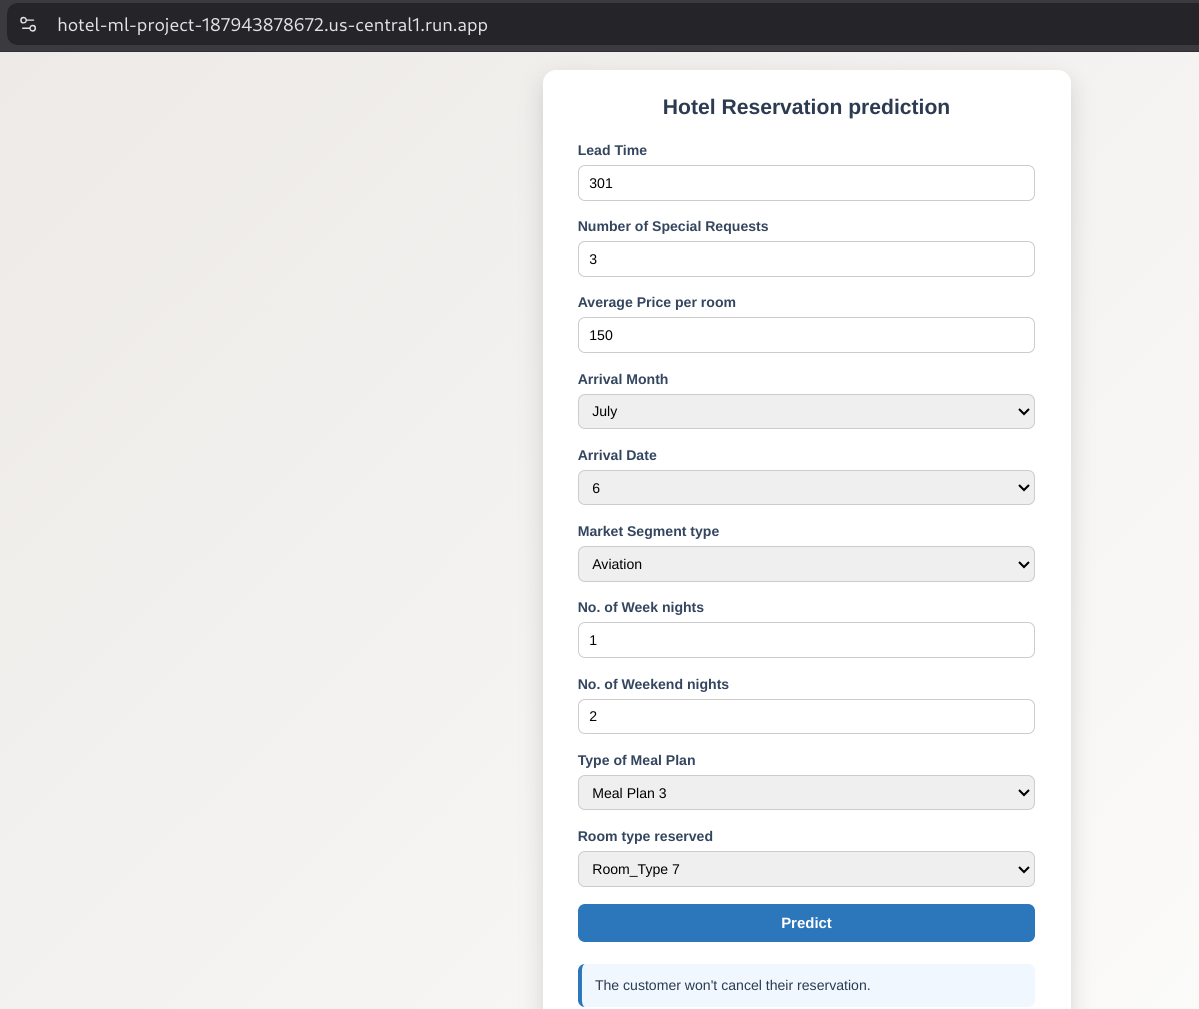 hotel-ml-project-187943878672.us-central1.run.app
Hotel Reservation prediction
Lead Time
301
Number of Special Requests
3
Average Price per room
150
Arrival Month
July
Arrival Date
6
Market Segment type
Aviation
No. of Week nights
1
No. of Weekend nights
2
Type of Meal Plan
Meal Plan 3
Room type reserved
Room_Type 7
Predict
The customer won't cancel their reservation.